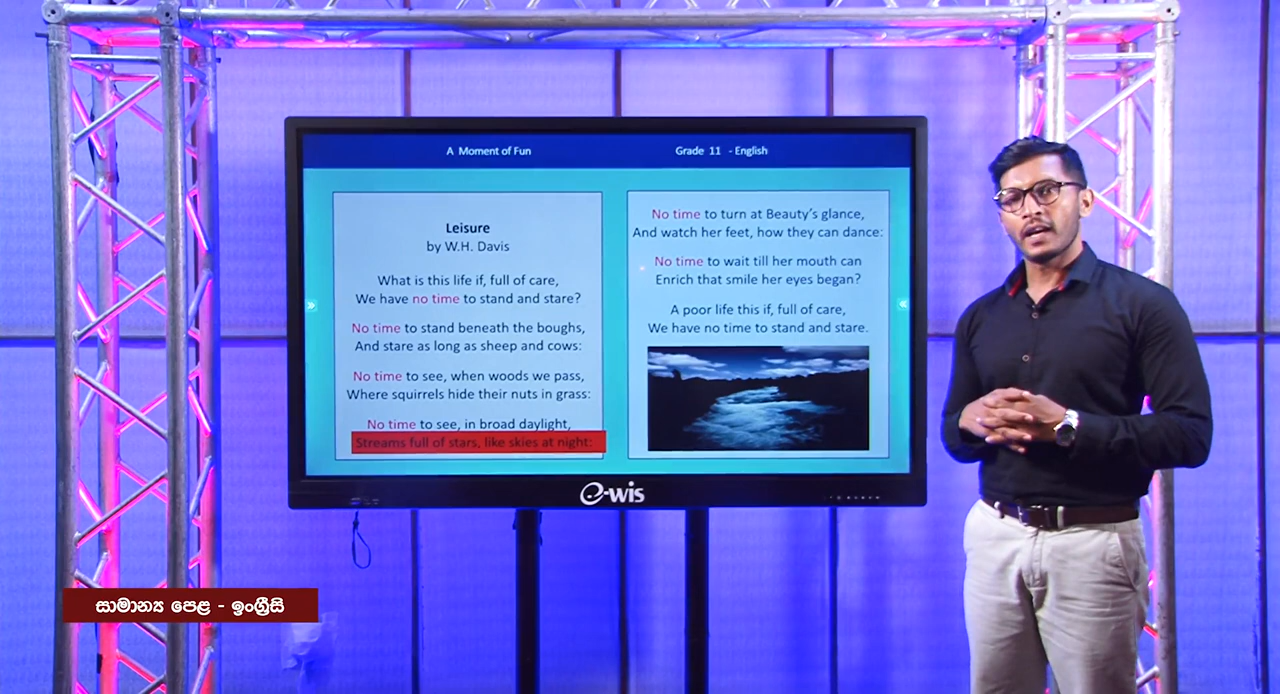 A Moment of Fun
Grade 11 - English
Leisure
by W.H. Davis
What is this life if, full of care,
We have no time to stand and stare?
No time to stand beneath the boughs,
And stare as long as sheep and cows:
No time to see, when woods we pass,
Where squirrels hide their nuts in grass:
No time to see, in broad daylight,
Streams full of stars, like skies at night:
No time to turn at Beauty's glance,
And watch her feet, how they can dance:
No time to wait till her mouth can
Enrich that smile her eyes began?
A poor life this if, full of care,
We have no time to stand and stare.
e-wis
සාමාන්‍ය පෙළ - ඉංග්‍රීසි